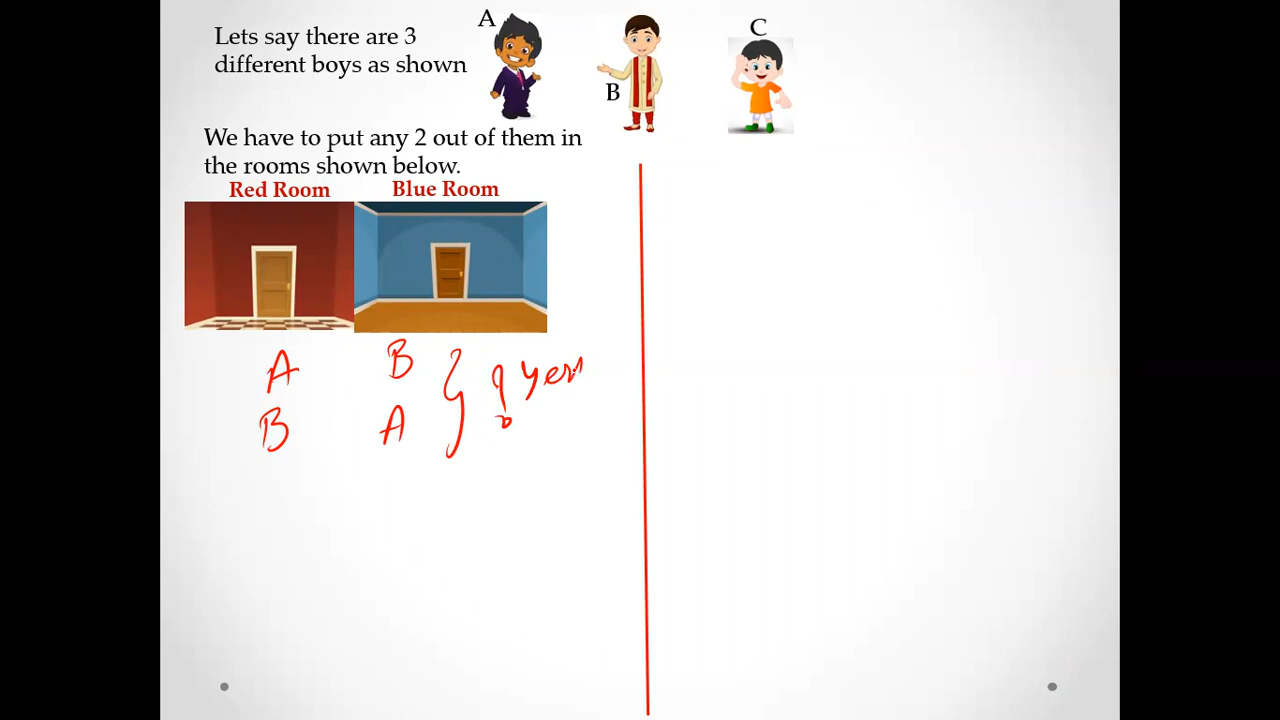 Lets say there are 3
different boys as shown
A
B
C
We have to put any 2 out of them in
the rooms shown below.
Red Room Blue Room
A B
B A
? yes